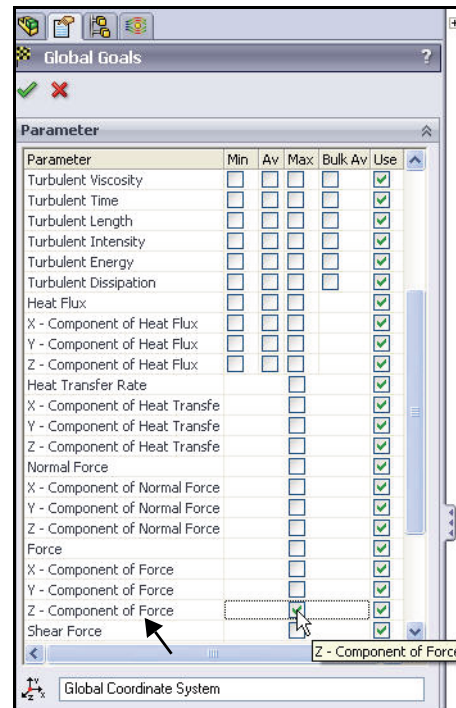 Global Goals ?
Parameter
Parameter Min Av Max Bulk Av Use
Turbulent Viscosity
Turbulent Time
Turbulent Length
Turbulent Intensity
Turbulent Energy
Turbulent Dissipation
Heat Flux
X - Component of Heat Flux
Y - Component of Heat Flux
Z - Component of Heat Flux
Heat Transfer Rate
X - Component of Heat Transfe
Y - Component of Heat Transfe
Z - Component of Heat Transfe
Normal Force
X - Component of Normal Force
Y - Component of Normal Force
Z - Component of Normal Force
Force
X - Component of Force
Y - Component of Force
Z - Component of Force
Shear Force
Z - Component of Force
Global Coordinate System